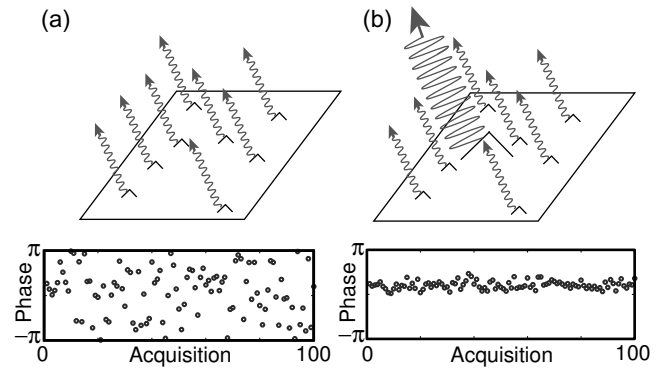 (a) (b)
π π
Phase Phase
−π −π
0 Acquisition 100 0 Acquisition 100